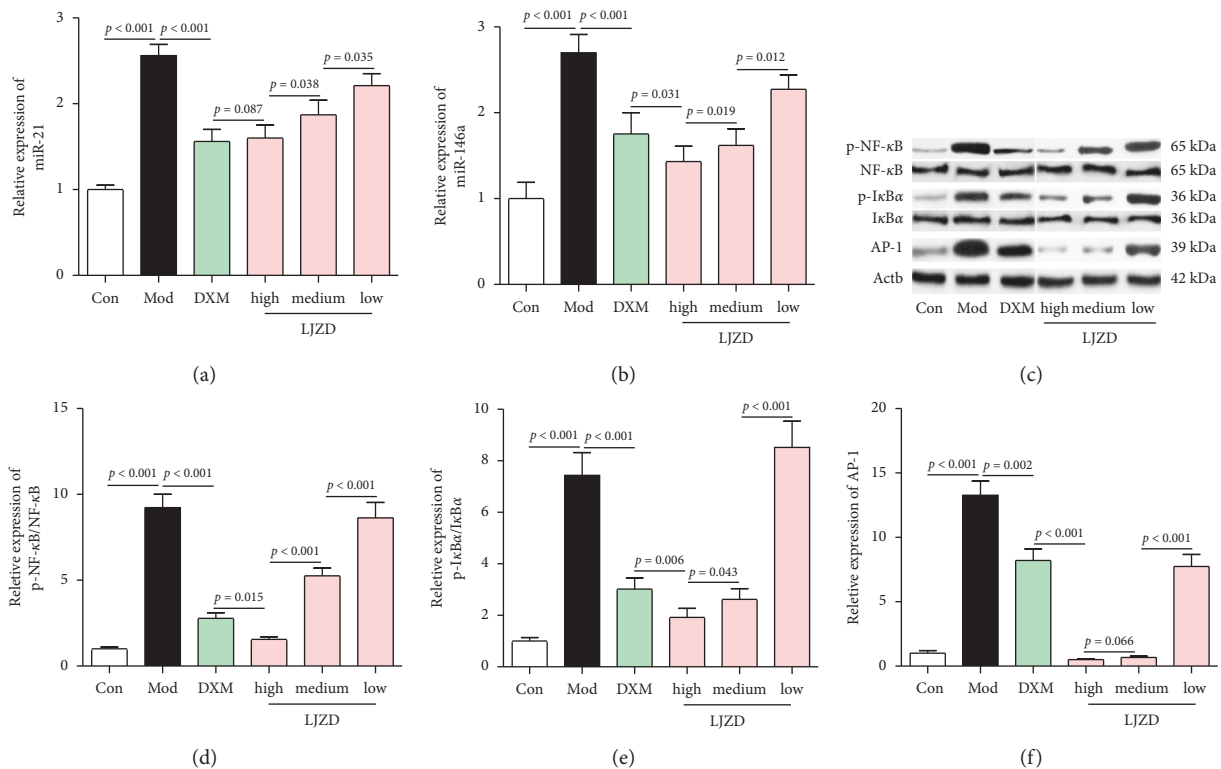 Relative expression of
miR-21
3
2
1
0
p < 0.001
p < 0.001
p = 0.087
p = 0.038
p = 0.035
Con
Mod
DXM
high
medium
low
LJZD
(a)
Relative expression of
miR-146a
3
2
1
0
p < 0.001
p < 0.001
p = 0.031
p = 0.019
p = 0.012
Con
Mod
DXM
high
medium
low
LJZD
(b)
p-NF-κB
65 kDa
NF-κB
65 kDa
p-IκBα
36 kDa
IκBα
36 kDa
AP-1
39 kDa
Actb
42 kDa
Con
Mod
DXM
high
medium
low
LJZD
(c)
Reletive expression of
p-NF-κB/NF-κB
15
10
5
0
p < 0.001
p < 0.001
p = 0.015
p < 0.001
p < 0.001
Con
Mod
DXM
high
medium
low
LJZD
(d)
Reletive expression of
p-IκBα/IκBα
10
8
6
4
2
0
p < 0.001
p < 0.001
p = 0.006
p = 0.043
p < 0.001
Con
Mod
DXM
high
medium
low
LJZD
(e)
Reletive expression of AP-1
20
15
10
5
0
p < 0.001
p = 0.002
p < 0.001
p = 0.066
p < 0.001
Con
Mod
DXM
high
medium
low
LJZD
(f)